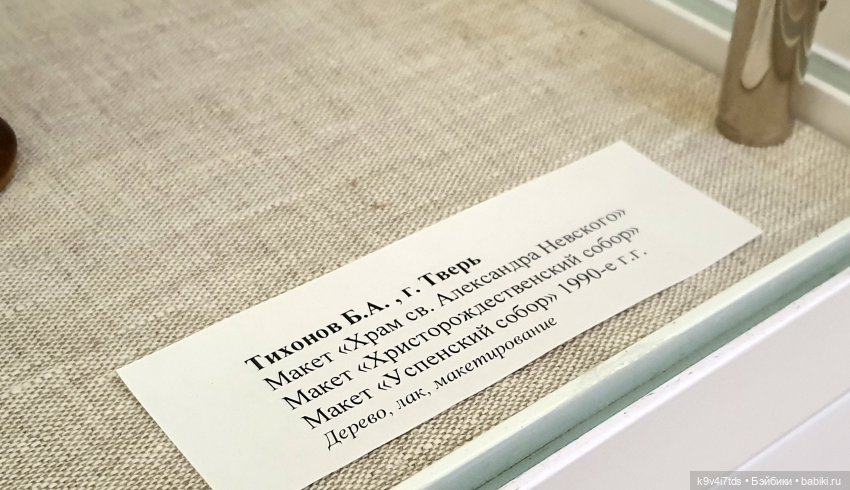 Тихонов Б.А. , г. Тверь
Макет «Храм св. Александра Невского»
Макет «Христорождественский собор»
Макет «Успенский собор» 1990-е г.г.
Дерево, лак, макетирование
k9v4i7tds • Бэйбики • babiki.ru